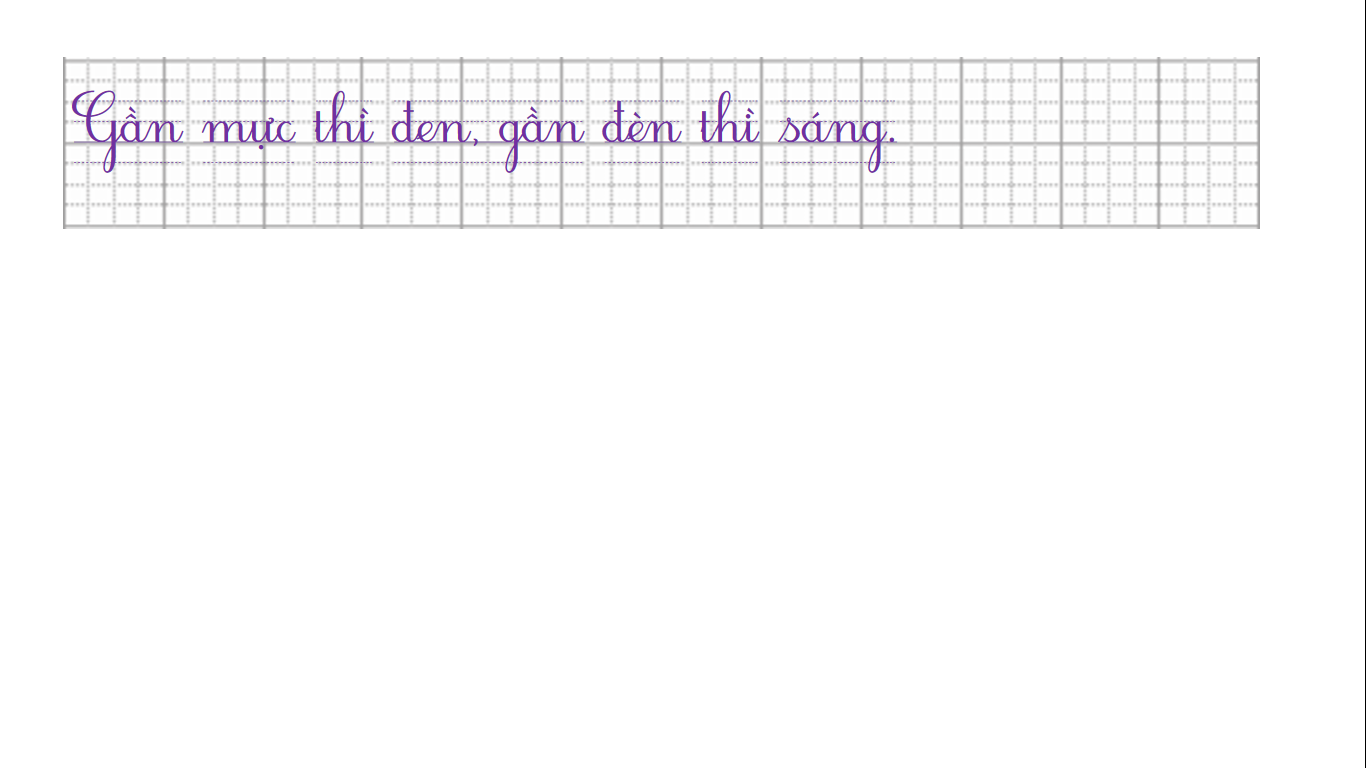 Gần mực thì đen, gần đèn thì sáng.